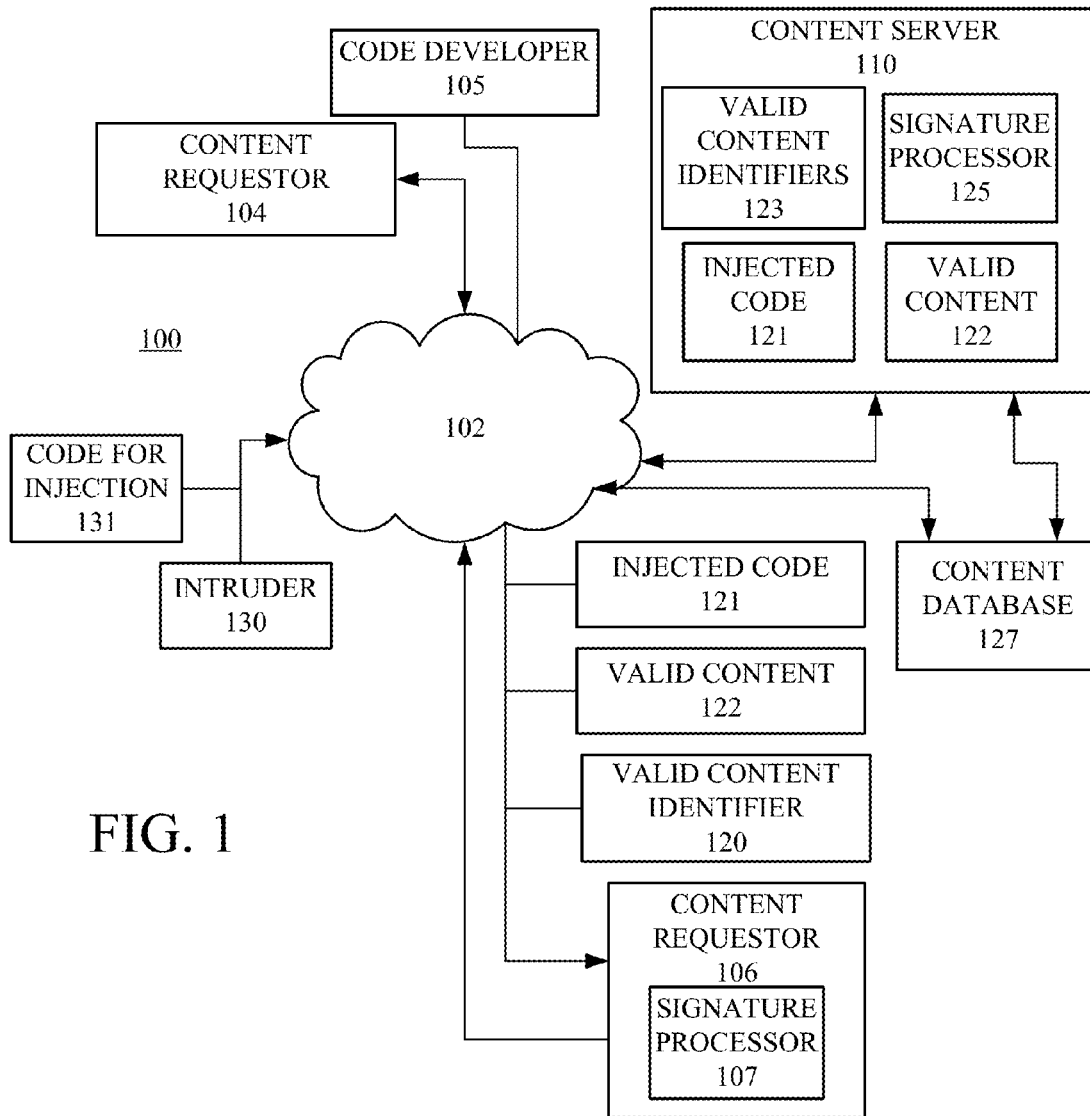 CODE DEVELOPER
105
CONTENT
REQUESTOR
104
CONTENT SERVER
110
VALID
CONTENT
IDENTIFIERS
123
SIGNATURE
PROCESSOR
125
INJECTED
CODE
121
VALID
CONTENT
122
100
102
CODE FOR
INJECTION
131
INTRUDER
130
INJECTED CODE
121
VALID CONTENT
122
VALID CONTENT
IDENTIFIER
120
CONTENT
DATABASE
127
FIG. 1
CONTENT
REQUESTOR
106
SIGNATURE
PROCESSOR
107